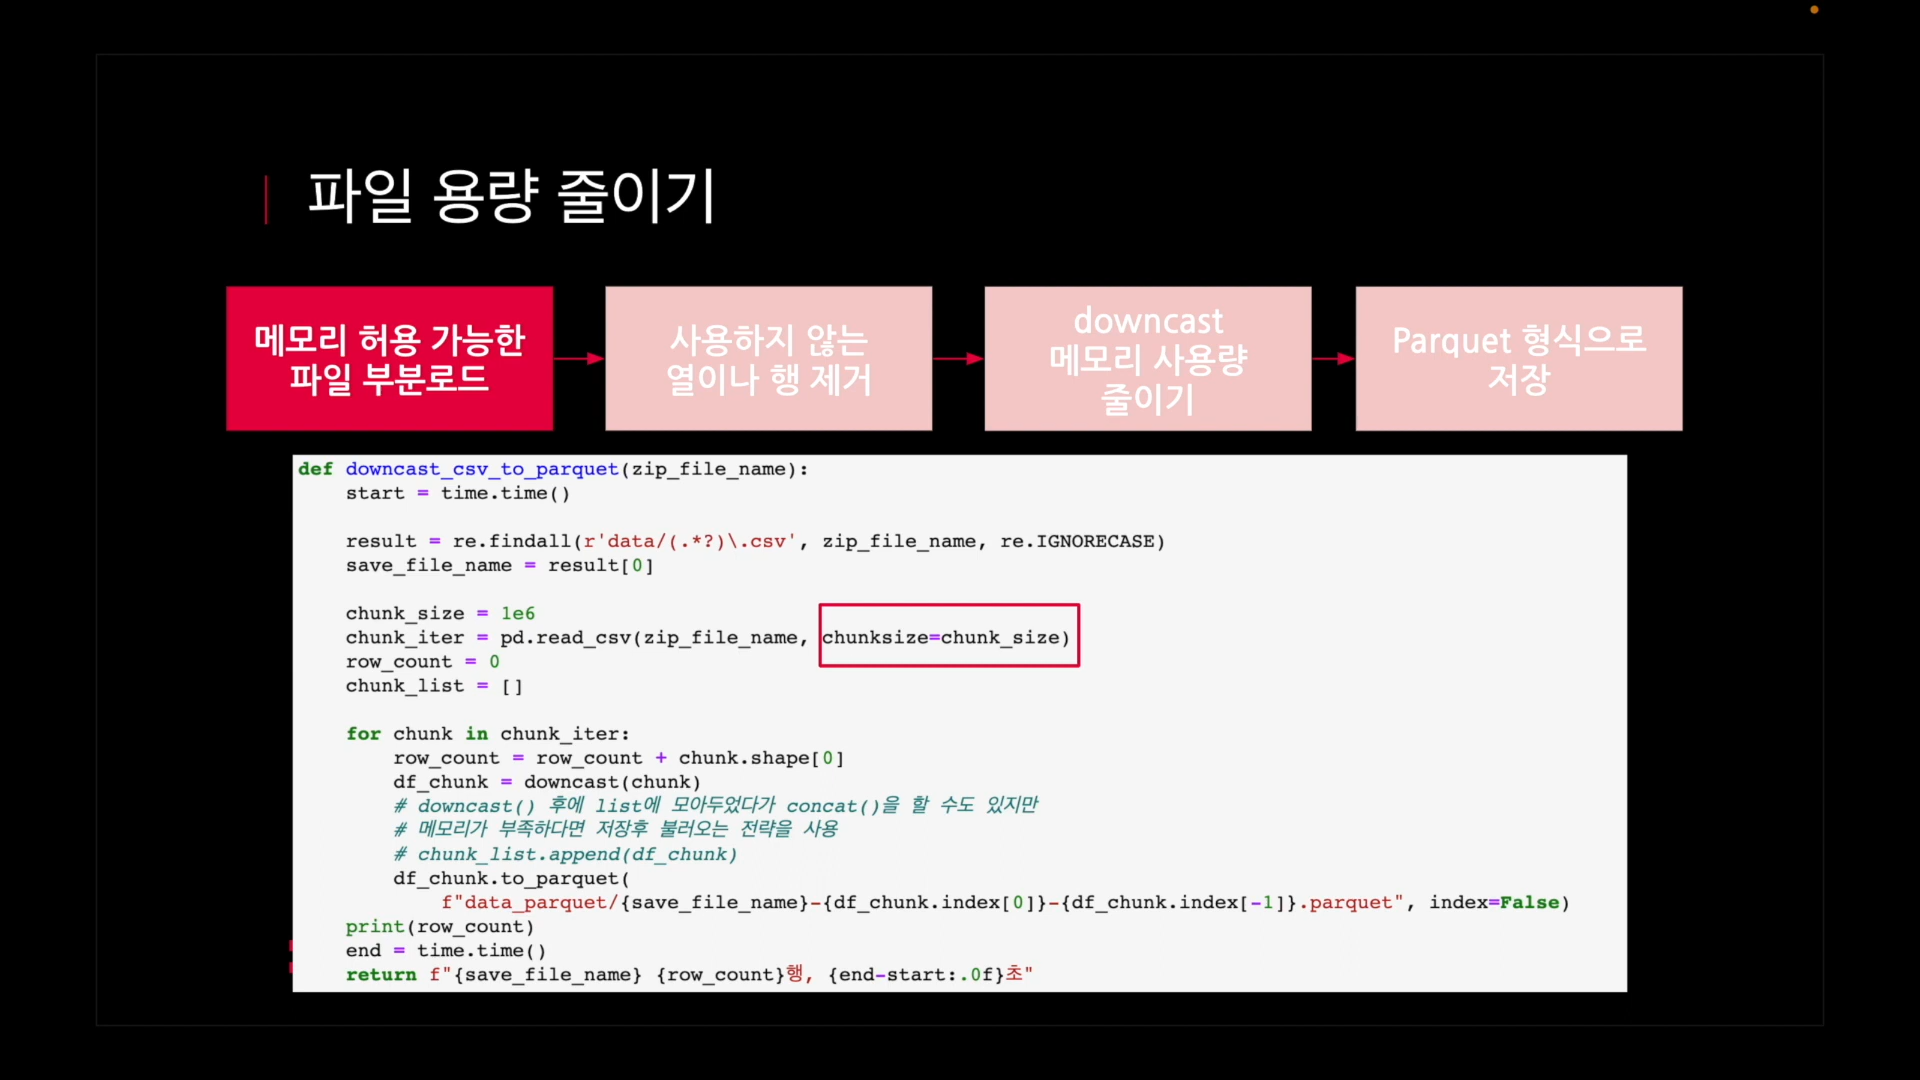 파일 용량 줄이기
메모리 허용 가능한
파일 부분로드
사용하지 않는
열이나 행 제거
downcast
메모리 사용량
줄이기
Parquet 형식으로
저장
def downcast_csv_to_parquet(zip_file_name):
    start = time.time()
    result = re.findall(r'data/(.*?)\.csv', zip_file_name, re.IGNORECASE)
    save_file_name = result[0]
    chunk_size = 1e6
    chunk_iter = pd.read_csv(zip_file_name, chunksize=chunk_size)
    row_count = 0
    chunk_list = []
    for chunk in chunk_iter:
        row_count = row_count + chunk.shape[0]
        df_chunk = downcast(chunk)
        # downcast() 후에 list에 모아두었다가 concat()을 할 수도 있지만
        # 메모리가 부족하다면 저장후 불러오는 전략을 사용
        # chunk_list.append(df_chunk)
        df_chunk.to_parquet(
            f"data_parquet/{save_file_name}-{df_chunk.index[0]}-{df_chunk.index[-1]}.parquet", index=False)
    print(row_count)
    end = time.time()
    return f"{save_file_name} {row_count}행, {end-start:.0f}초"